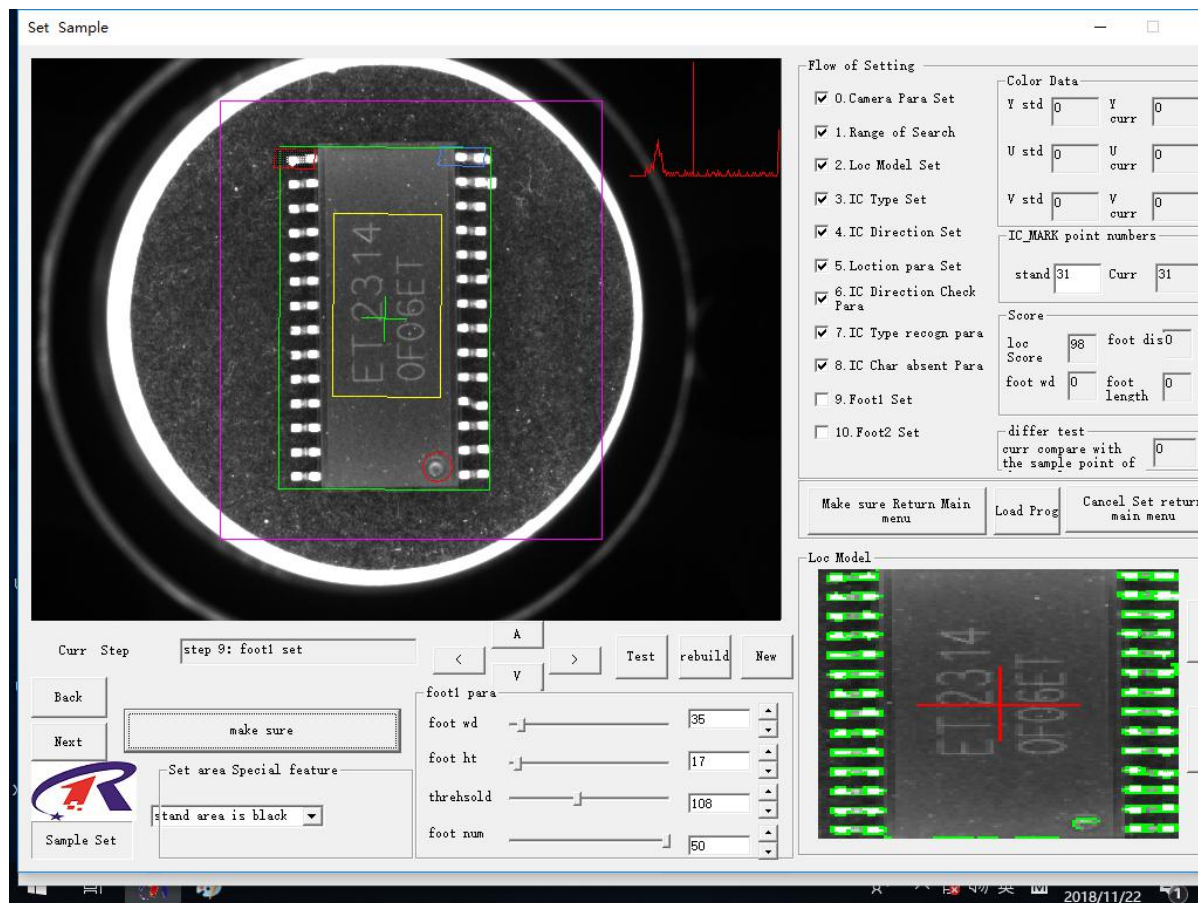 Set Sample
ET2314
0F06ET
Flow of Setting
0.Camera Para Set
1.Range of Search
2.Loc Model Set
3.IC Type Set
4.IC Direction Set
5.Loction para Set
6.IC Direction Check
Para
7.IC Type recogn para
8.IC Char absent Para
9.Foot1 Set
10.Foot2 Set
Color Data
Y std 0 Y
curr 0
U std 0 U
curr 0
V std 0 V
curr 0
IC_MARK point numbers
stand 31 Curr 31
Score
loc
Score 98 foot dis 0
foot wd 0 foot
length 0
differ test
curr compare with
the sample point of 0
Make sure Return Main
menu
Load Prog
Cancel Set return
main menu
Loc Model
ET2314
0F06ET
Curr Step step 9: foot1 set
A
<
>
V
Test
rebuild
New
Back
Next
make sure
Set area Special feature
stand area is black
Sample Set
foot1 para
foot wd 35
foot ht 17
threhsold 108
foot num 50
英
2018/11/22
1